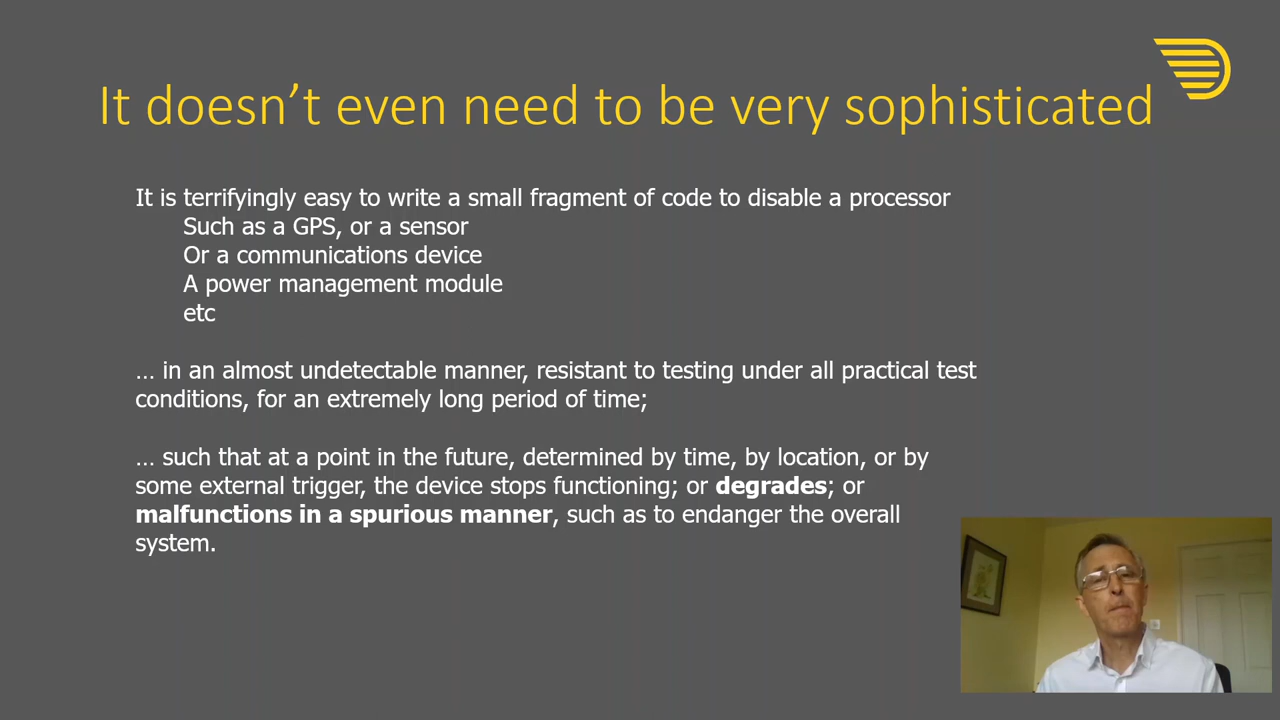 It doesn’t even need to be very sophisticated
It is terrifyingly easy to write a small fragment of code to disable a processor
Such as a GPS, or a sensor
Or a communications device
A power management module
etc
… in an almost undetectable manner, resistant to testing under all practical test
conditions, for an extremely long period of time;
… such that at a point in the future, determined by time, by location, or by
some external trigger, the device stops functioning; or degrades; or
malfunctions in a spurious manner, such as to endanger the overall
system.